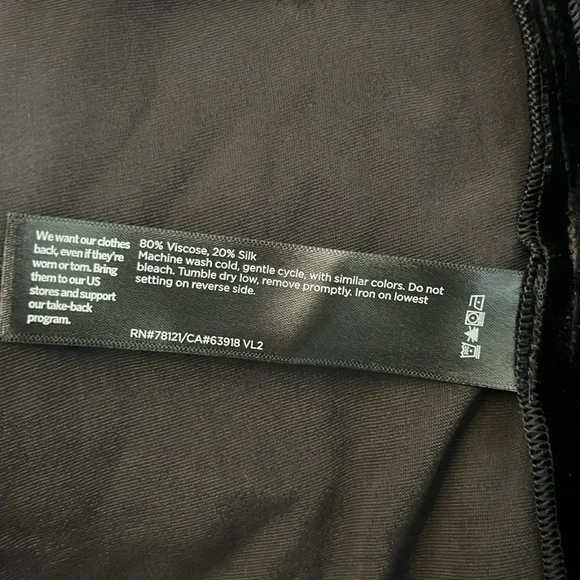 We want our clothes
back, even if they're
worn or torn. Bring
them to our US
stores and support
our take-back
program.
80% Viscose, 20% Silk
Machine wash cold, gentle cycle, with similar colors. Do not
bleach. Tumble dry low, remove promptly. Iron on lowest
setting on reverse side.
RN#78121/CA#63918 VL2